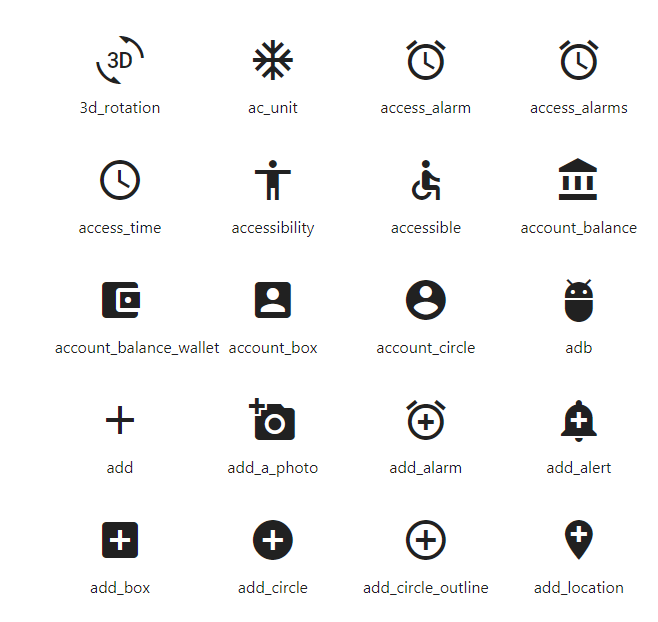 3D
3d_rotation ac_unit access_alarm access_alarms
access_time accessibility accessible account_balance
account_balance_wallet account_box account_circle adb
add add_a_photo add_alarm add_alert
add_box add_circle add_circle_outline add_location